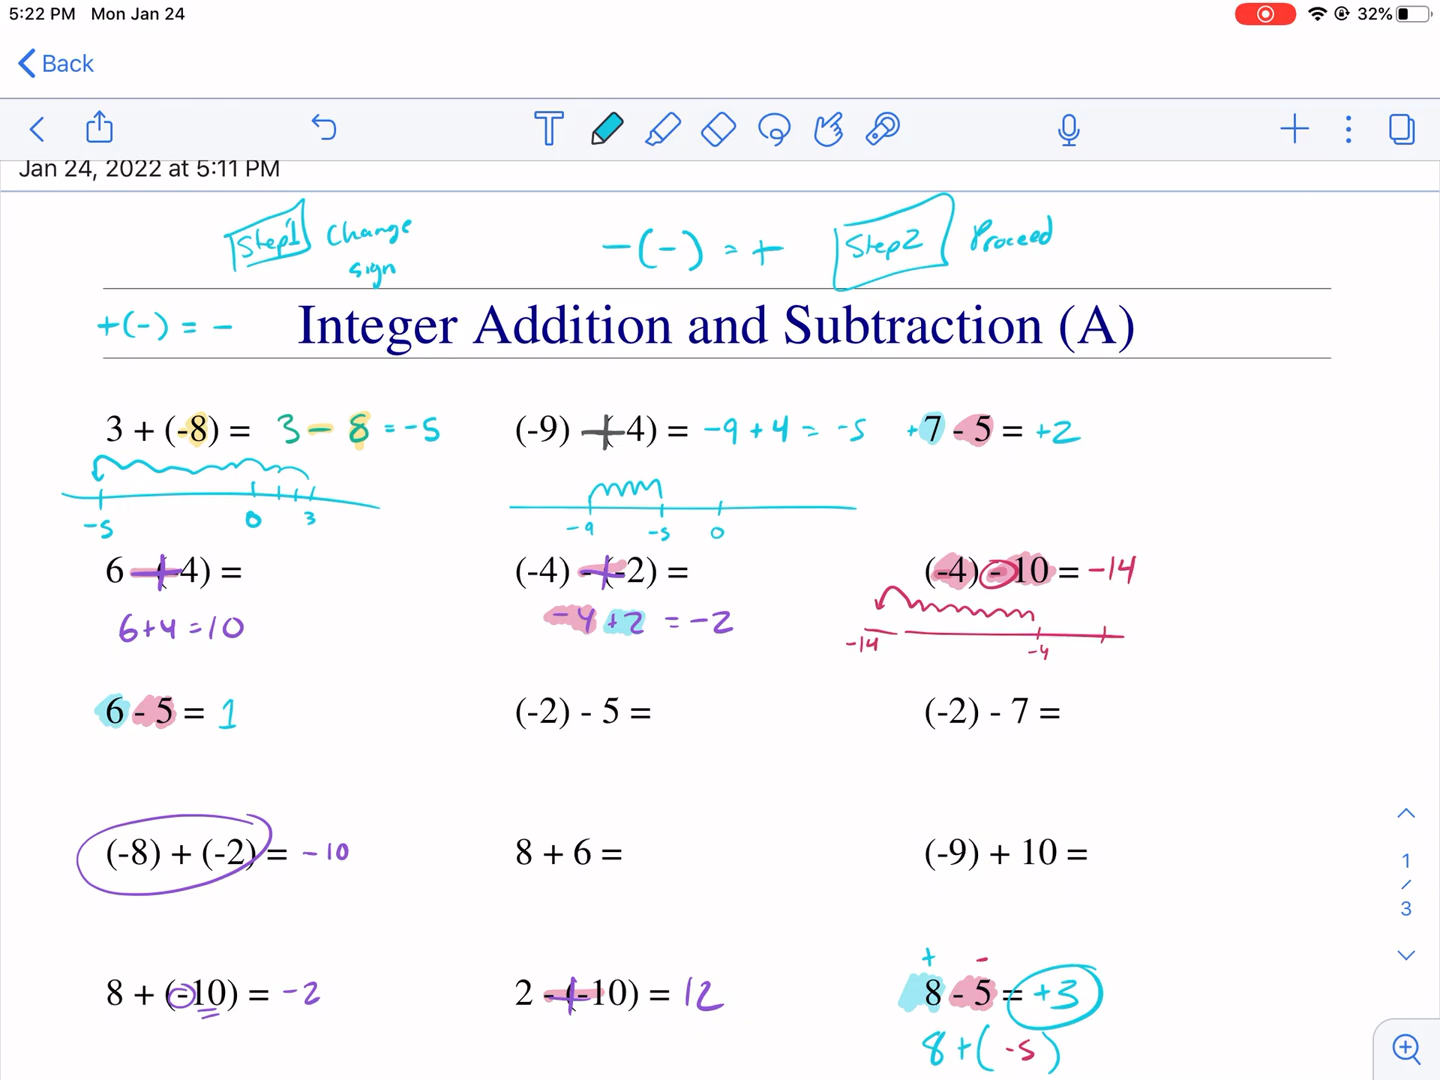 5:22 PM Mon Jan 24 32%
Back
T
Jan 24, 2022 at 5:11 PM
Step 1 Change sign
-(-) = + Step 2 Proceed
+(-) = - Integer Addition and Subtraction (A)
3 + (-8) = 3 - 8 = -5 (-9) + 4) = -9 + 4 = -5 +7 - 5 = +2
-5 0 3 -9 -5 0
6 + 4) = (-4) - (-2) = (-4) - 10 = -14
6+4 = 10 -4 +2 = -2 -14 -4
6 - 5 = 1 (-2) - 5 = (-2) - 7 =
(-8) + (-2) = -10 8 + 6 = (-9) + 10 =
+ -
8 + (-10) = -2 2 - (-10) = 12 8 - 5 = +3
8 + (-5)
1
/
3